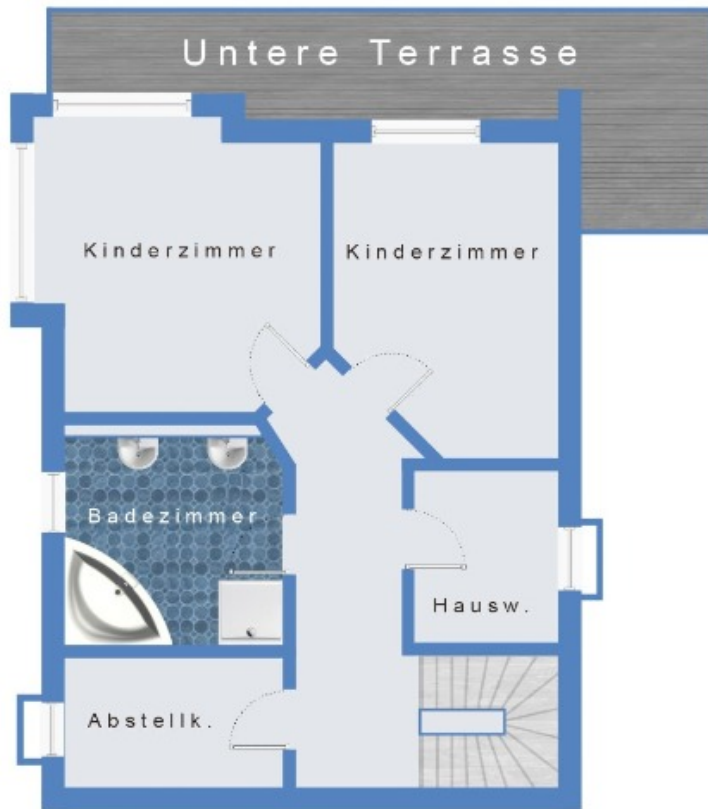 Untere Terrasse
Kinderzimmer
Kinderzimmer
Badezimmer
Hausw.
Abstellk.